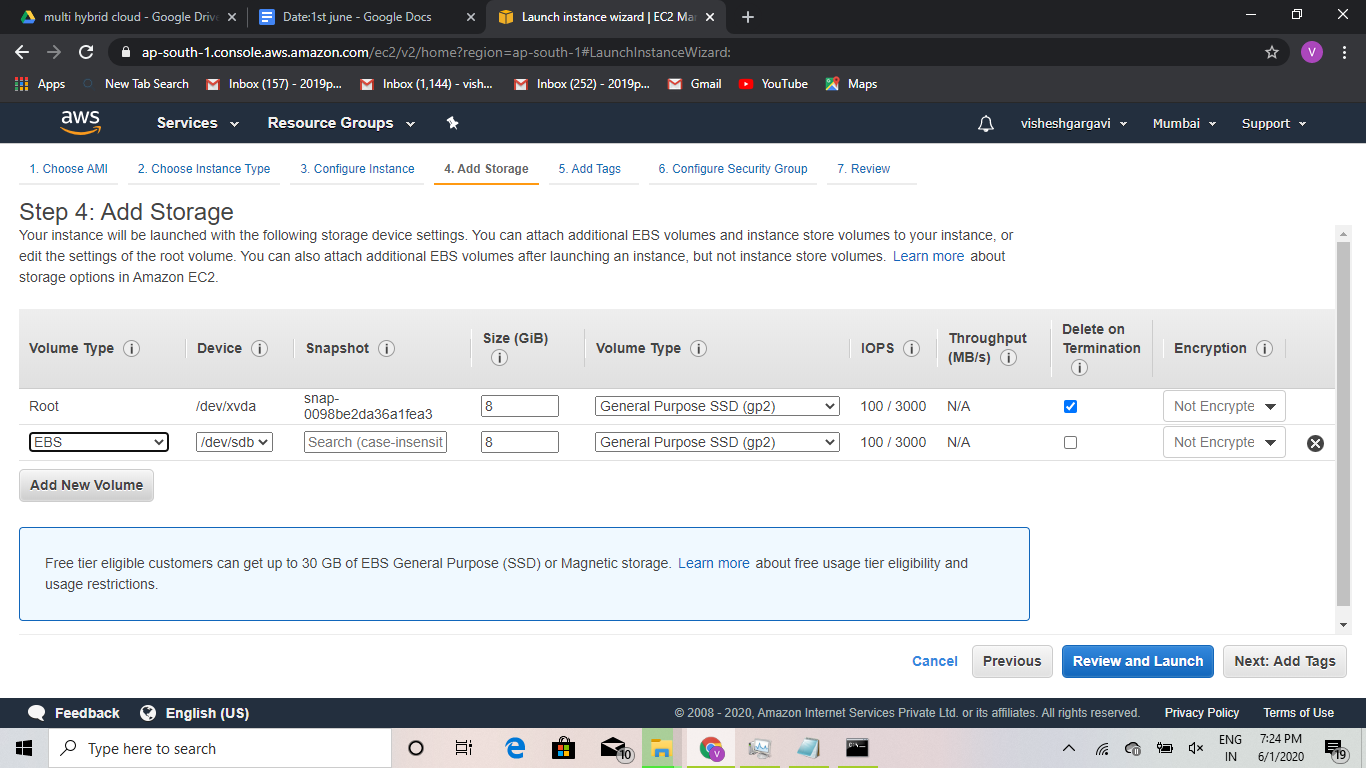 multi hybrid cloud - Google Drive
Date:1st june - Google Docs
Launch instance wizard | EC2 Ma
ap-south-1.console.aws.amazon.com/ec2/v2/home?region=ap-south-1#LaunchInstanceWizard:
V
Apps
New Tab Search
Inbox (157) - 2019p...
Inbox (1,144) - vish...
Inbox (252) - 2019p...
Gmail
YouTube
Maps
aws
Services
Resource Groups
visheshgargavi
Mumbai
Support
1. Choose AMI
2. Choose Instance Type
3. Configure Instance
4. Add Storage
5. Add Tags
6. Configure Security Group
7. Review
Step 4: Add Storage
Your instance will be launched with the following storage device settings. You can attach additional EBS volumes and instance store volumes to your instance, or
edit the settings of the root volume. You can also attach additional EBS volumes after launching an instance, but not instance store volumes. Learn more about
storage options in Amazon EC2.
Volume Type
Device
Snapshot
Size (GiB)
Volume Type
IOPS
Throughput
(MB/s)
Delete on
Termination
Encryption
Root
/dev/xvda
snap-
0098be2da36a1fea3
8
General Purpose SSD (gp2)
100 / 3000
N/A
Not Encrypte
EBS
/dev/sdb
Search (case-insensit
8
General Purpose SSD (gp2)
100 / 3000
N/A
Not Encrypte
Add New Volume
Free tier eligible customers can get up to 30 GB of EBS General Purpose (SSD) or Magnetic storage. Learn more about free usage tier eligibility and
usage restrictions.
Cancel
Previous
Review and Launch
Next: Add Tags
Feedback
English (US)
© 2008 - 2020, Amazon Internet Services Private Ltd. or its affiliates. All rights reserved.
Privacy Policy
Terms of Use
Type here to search
10
V
ENG
IN
7:24 PM
6/1/2020
19